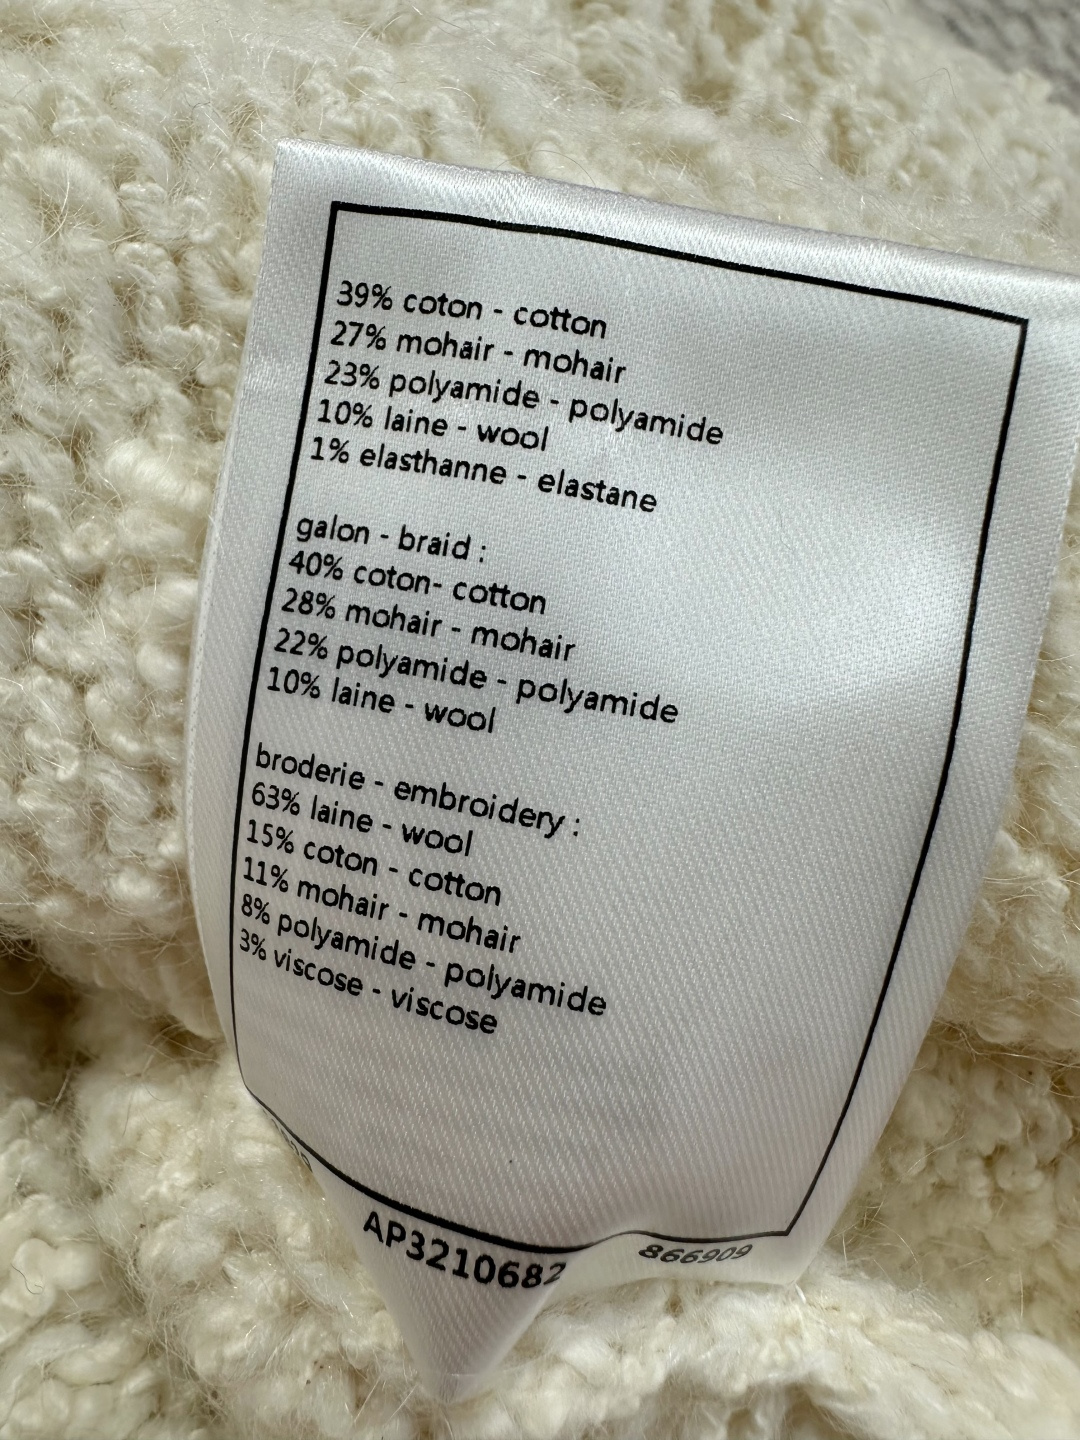 39% coton - cotton
27% mohair - mohair
23% polyamide - polyamide
10% laine - wool
1% elasthanne - elastane
galon - braid :
40% coton- cotton
28% mohair - mohair
22% polyamide - polyamide
10% laine - wool
broderie - embroidery :
63% laine - wool
15% coton - cotton
11% mohair - mohair
8% polyamide - polyamide
3% viscose - viscose
AP3210682
866909